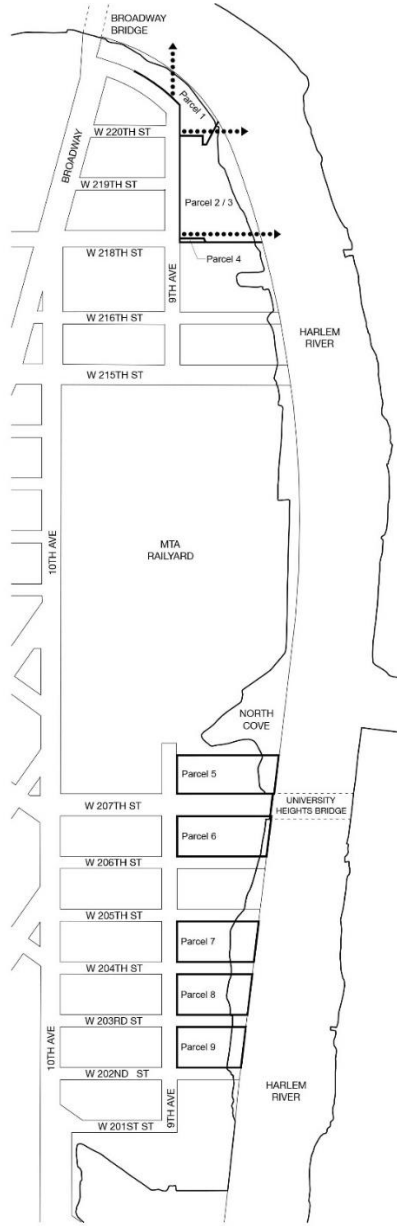 BROADWAY
BRIDGE
Parcel 1
W 220TH ST
BROADWAY
W 219TH ST
Parcel 2 / 3
W 218TH ST
Parcel 4
9TH AVE
W 216TH ST
HARLEM
RIVER
W 215TH ST
10TH AVE
MTA
RAILYARD
NORTH
COVE
Parcel 5
W 207TH ST
UNIVERSITY
HEIGHTS BRIDGE
Parcel 6
W 206TH ST
W 205TH ST
Parcel 7
W 204TH ST
Parcel 8
W 203RD ST
10TH AVE
Parcel 9
W 202ND ST
9TH AVE
HARLEM
RIVER
W 201ST ST